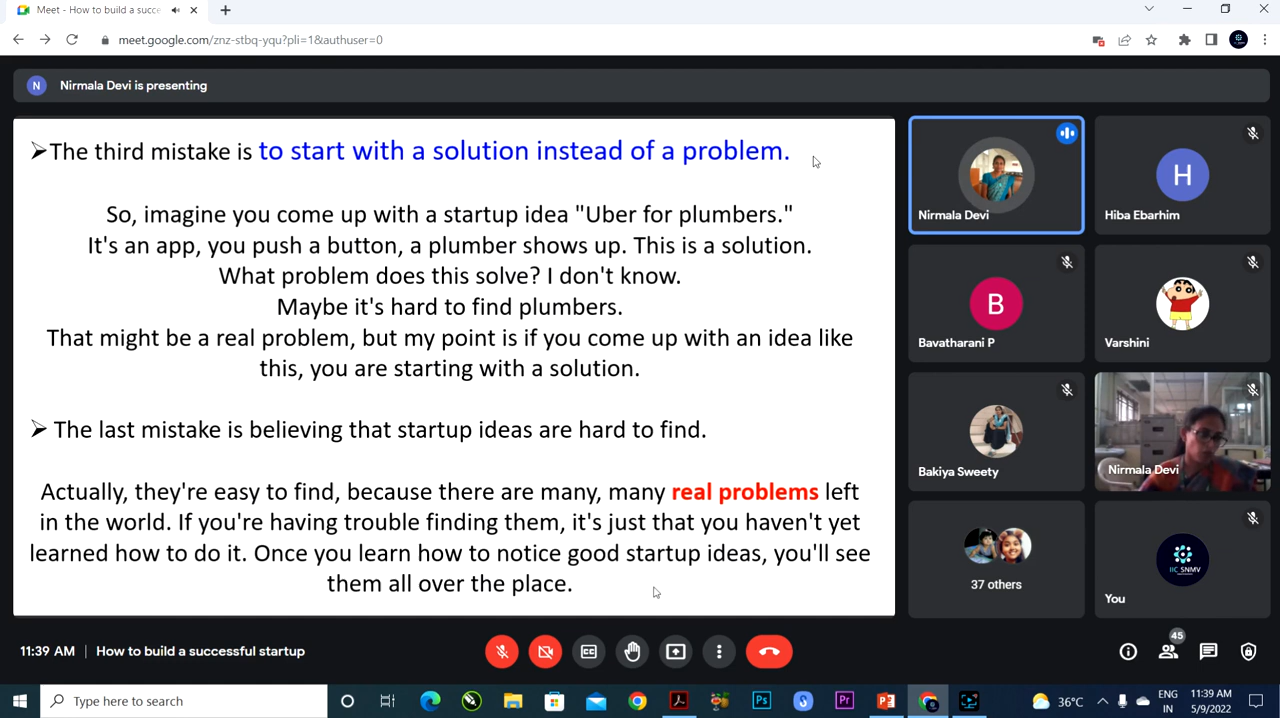 Meet - How to build a succe
meet.google.com/znz-stbq-yqu?pli=1&authuser=0
N
Nirmala Devi is presenting
➤The third mistake is to start with a solution instead of a problem.
So, imagine you come up with a startup idea "Uber for plumbers."
It's an app, you push a button, a plumber shows up. This is a solution.
What problem does this solve? I don't know.
Maybe it's hard to find plumbers.
That might be a real problem, but my point is if you come up with an idea like
this, you are starting with a solution.
➤ The last mistake is believing that startup ideas are hard to find.
Actually, they're easy to find, because there are many, many real problems left
in the world. If you're having trouble finding them, it's just that you haven't yet
learned how to do it. Once you learn how to notice good startup ideas, you'll see
them all over the place.
Nirmala Devi
H
Hiba Ebarhim
B
Bavatharani P
Varshini
Bakiya Sweety
Nirmala Devi
37 others
IIC_SNMV
You
11:39 AM | How to build a successful startup
45
Type here to search
Ps
S
Pr
36°C
ENG
IN
11:39 AM
5/9/2022